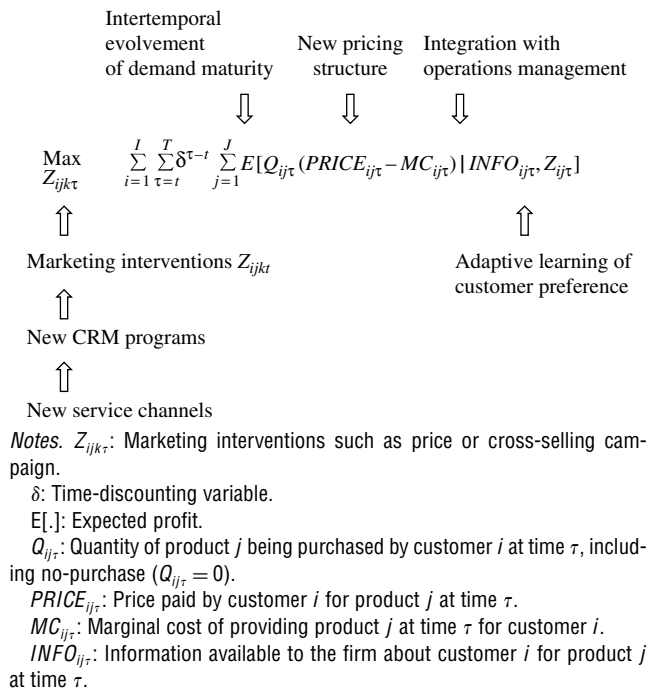 Intertemporal
evolvement
of demand maturity
New pricing
structure
Integration with
operations management
Max
Z_{ijkτ}
\sum_{i=1}^{I} \sum_{τ=t}^{T} δ^{τ−t} \sum_{j=1}^{J} E[Q_{ijτ}(PRICE_{ijτ} − MC_{ijτ}) | INFO_{ijτ}, Z_{ijτ}]
Marketing interventions Z_{ijkt}
Adaptive learning of
customer preference
New CRM programs
New service channels
Notes. Z_{ijkτ}: Marketing interventions such as price or cross-selling cam-
paign.
δ: Time-discounting variable.
E[.]: Expected profit.
Q_{ijτ}: Quantity of product j being purchased by customer i at time τ, includ-
ing no-purchase (Q_{ijτ} = 0).
PRICE_{ijτ}: Price paid by customer i for product j at time τ.
MC_{ijτ}: Marginal cost of providing product j at time τ for customer i.
INFO_{ijτ}: Information available to the firm about customer i for product j
at time τ.